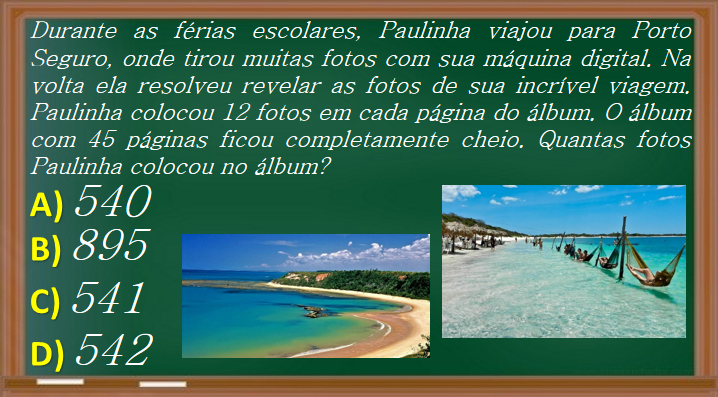 Durante as férias escolares, Paulinha viajou para Porto
Seguro, onde tirou muitas fotos com sua máquina digital. Na
volta ela resolveu revelar as fotos de sua incrível viagem.
Paulinha colocou 12 fotos em cada página do álbum. O álbum
com 45 páginas ficou completamente cheio. Quantas fotos
Paulinha colocou no álbum?
A) 540
B) 895
C) 541
D) 542